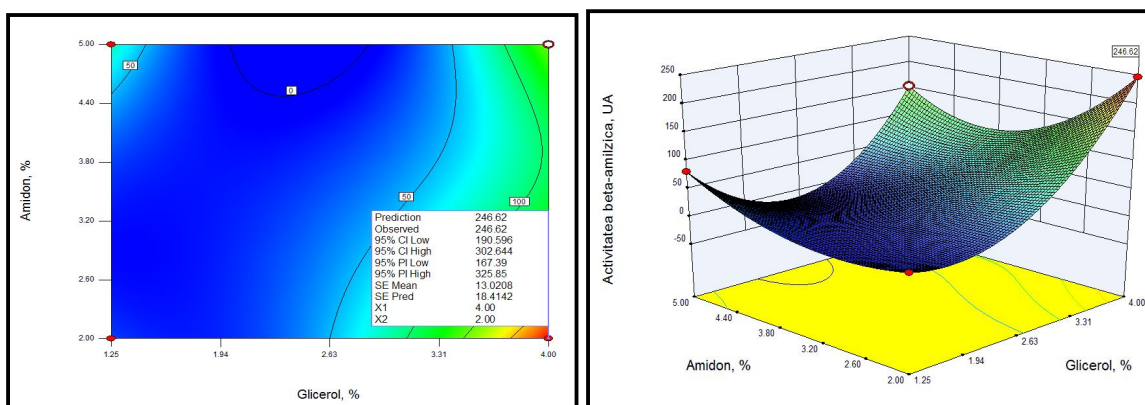 5.00
50
0
4.40
Amidon, %
3.80
50
100
3.20
Prediction 246.62
Observed 246.62
95% CI Low 190.596
95% CI High 302.644
95% PI Low 167.39
95% PI High 325.85
SE Mean 13.0208
SE Pred 18.4142
X1 4.00
X2 2.00
2.60
2.00
1.25 1.94 2.63 3.31 4.00
Glicerol, %
246.62
Activitatea beta-amilzica, UA
250
200
150
100
50
0
-50
5.00 4.40 3.80 3.20 2.60 2.00
Amidon, %
1.25 1.94 2.63 3.31 4.00
Glicerol, %